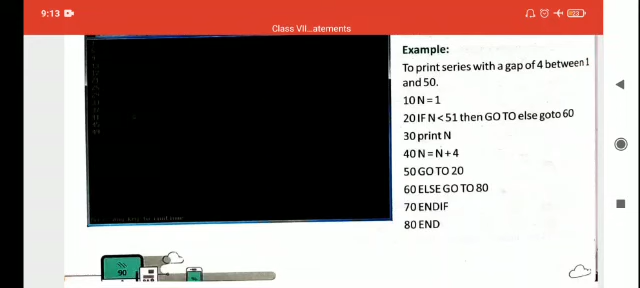 9:13
Class VII...atements
Example:
To print series with a gap of 4 between 1
and 50.
10 N = 1
20 IF N < 51 then GO TO else goto 60
30 print N
40 N = N + 4
50 GO TO 20
60 ELSE GO TO 80
70 ENDIF
80 END
90